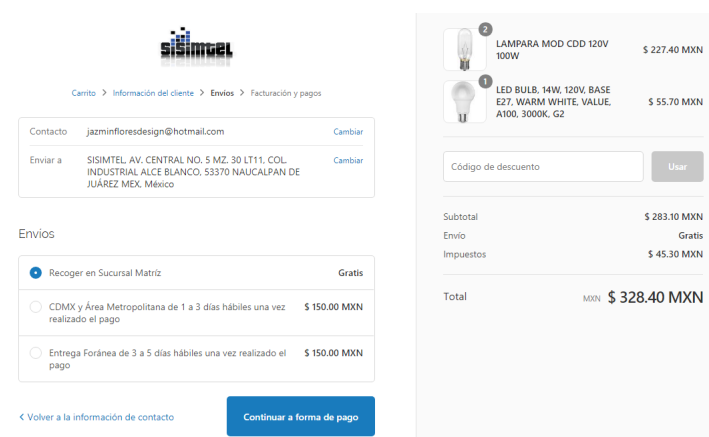 sisimtel
Carrito > Información del cliente > Envíos > Facturación y pagos
Contacto jazminfloresdesign@hotmail.com Cambiar
Enviar a SISIMTEL, AV. CENTRAL NO. 5 MZ. 30 LT11, COL. Cambiar
INDUSTRIAL ALCE BLANCO, 53370 NAUCALPAN DE
JUÁREZ MEX, México
Envíos
Recoger en Sucursal Matríz Gratis
CDMX y Área Metropolitana de 1 a 3 días hábiles una vez $ 150.00 MXN
realizado el pago
Entrega Foránea de 3 a 5 días hábiles una vez realizado el $ 150.00 MXN
pago
< Volver a la información de contacto
Continuar a forma de pago
2
LAMPARA MOD CDD 120V
100W
$ 227.40 MXN
1
LED BULB, 14W, 120V, BASE
E27, WARM WHITE, VALUE,
A100, 3000K, G2
$ 55.70 MXN
Código de descuento
Usar
Subtotal $ 283.10 MXN
Envío Gratis
Impuestos $ 45.30 MXN
Total MXN $ 328.40 MXN